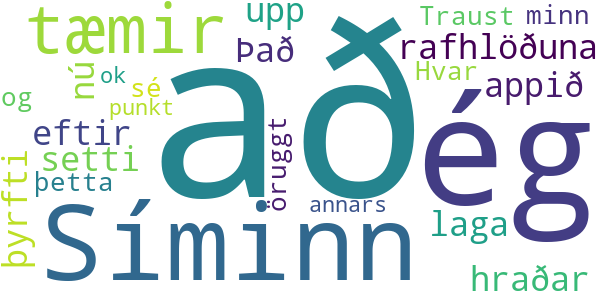 upp
Traust
minn
tæmir
Það
rafhlöðuna
að
nú
ok
sé
Hvar
appið
og
punkt
ég
eftir
öruggt
setti
þetta
annars
þyrfti
Síminn
laga
hraðar